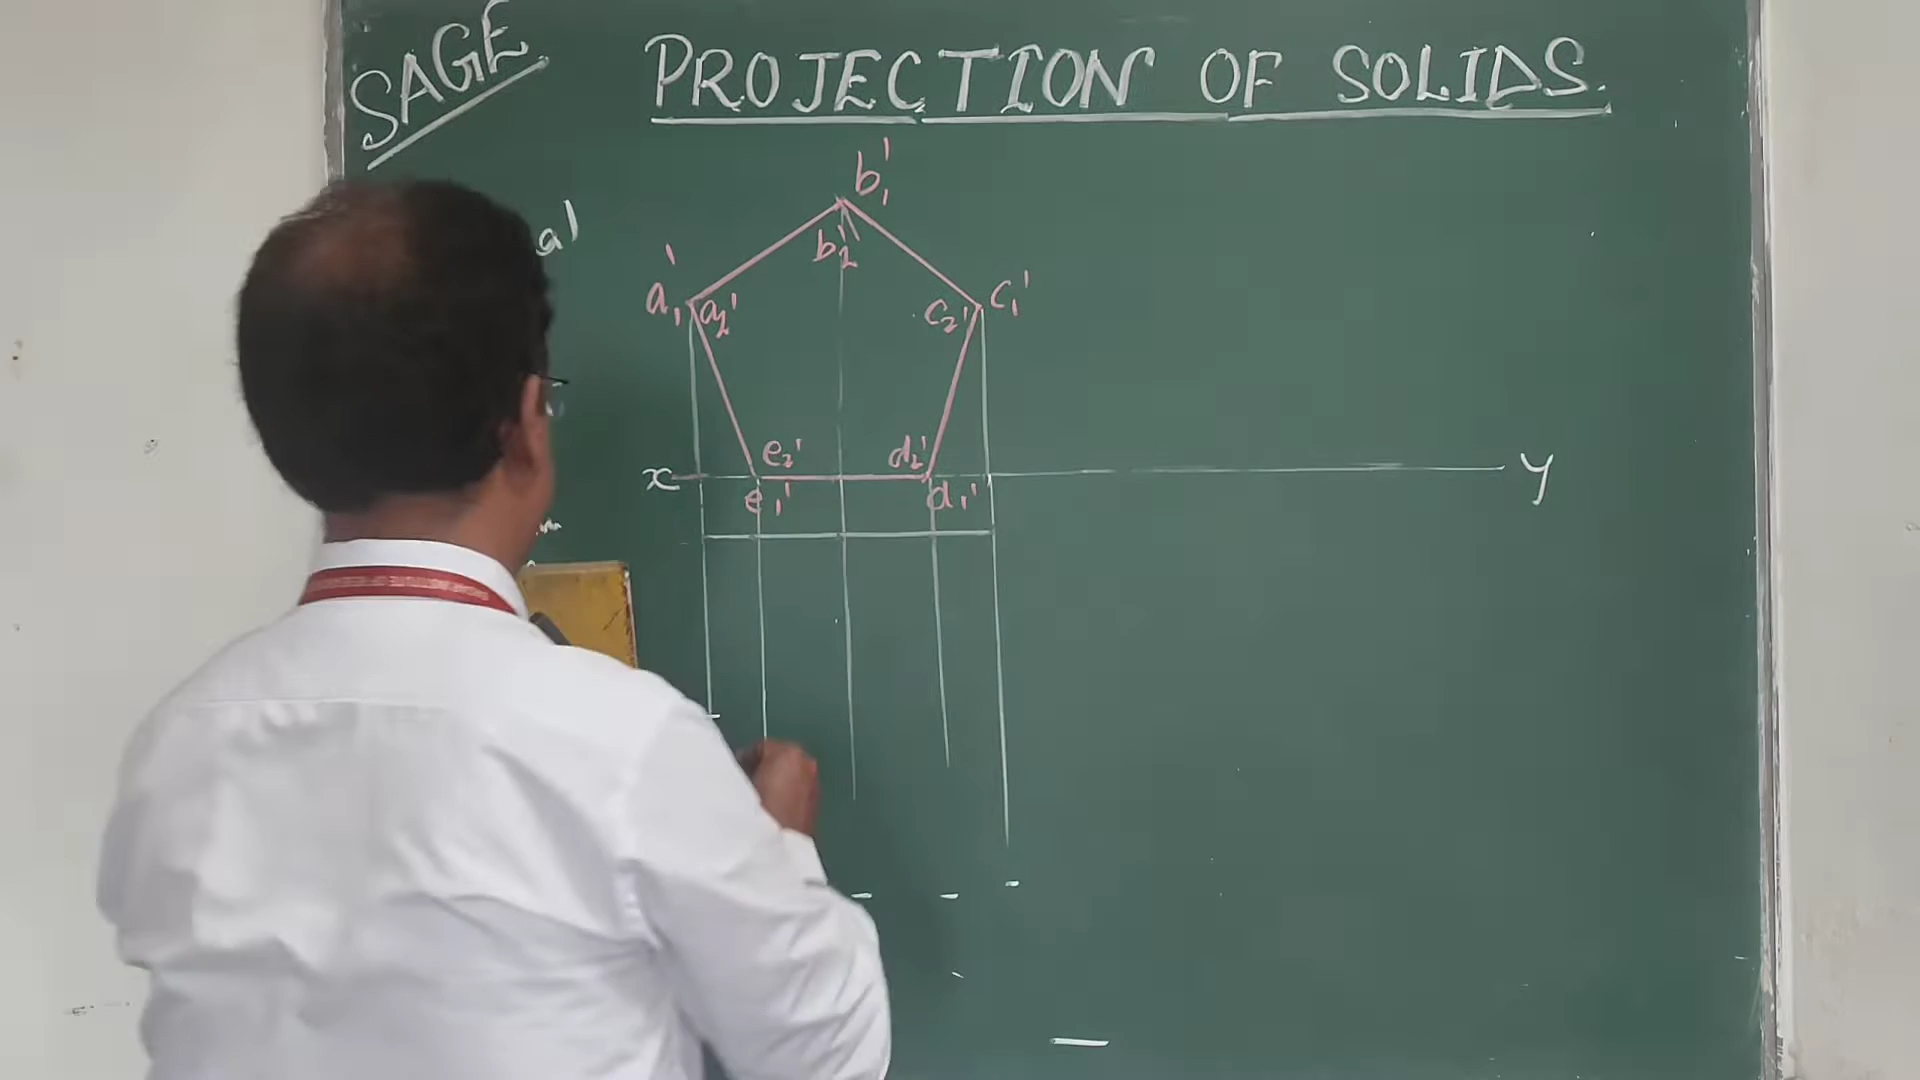 SAGE
PROJECTION OF SOLIDS.
b₁'
b₂'
a₁' a₂' c₂' c₁'
e₂' d₂'
x y
e₁' d₁'